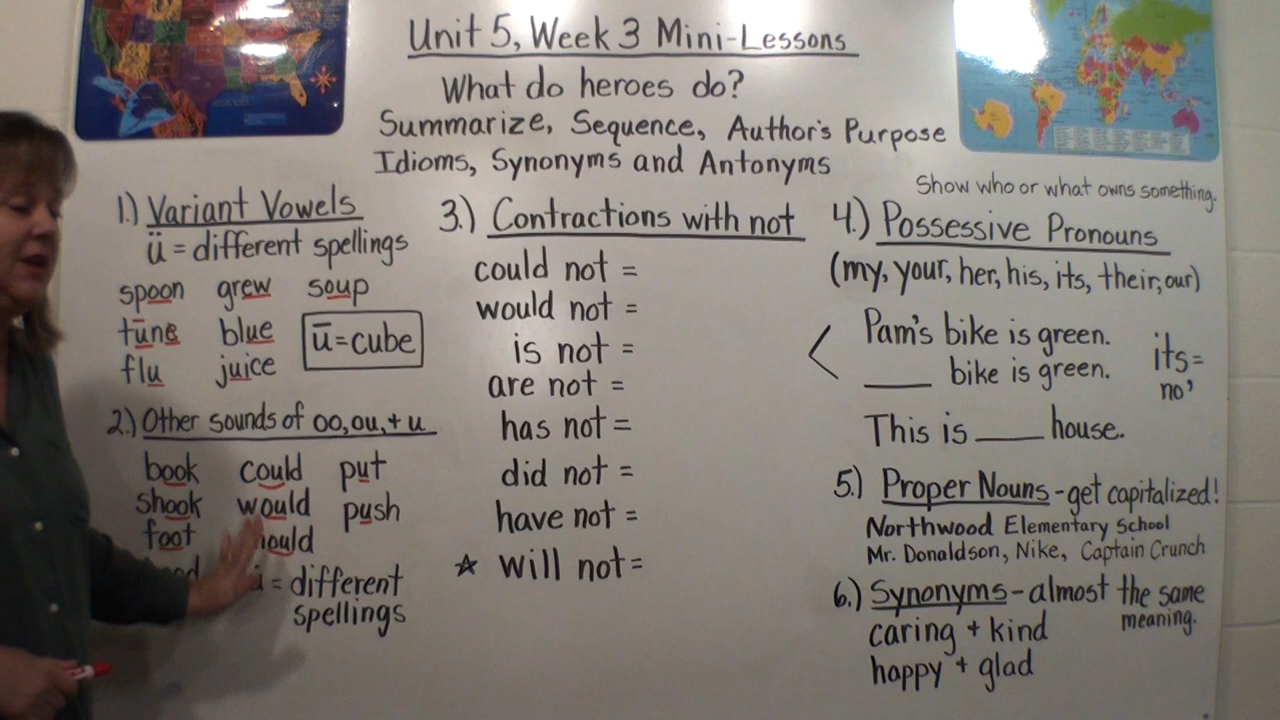 Unit 5, Week 3 Mini-Lessons
What do heroes do?
Summarize, Sequence, Author's Purpose
Idioms, Synonyms and Antonyms
1.) Variant Vowels
ü = different spellings
spoon grew soup
tūne blue ū=cube
flu juice
2.) Other sounds of oo, ou, + u
book could put
shook would push
foot
= different
spellings
3.) Contractions with not
could not =
would not =
is not =
are not =
has not =
did not =
have not =
☆ will not =
Show who or what owns something.
4.) Possessive Pronouns
(my, your, her, his, its, their, our)
< Pam's bike is green.
____ bike is green.
its =
no'
This is ____ house.
5.) Proper Nouns - get capitalized!
Northwood Elementary School
Mr. Donaldson, Nike, Captain Crunch
6.) Synonyms - almost the same
meaning.
caring + kind
happy + glad